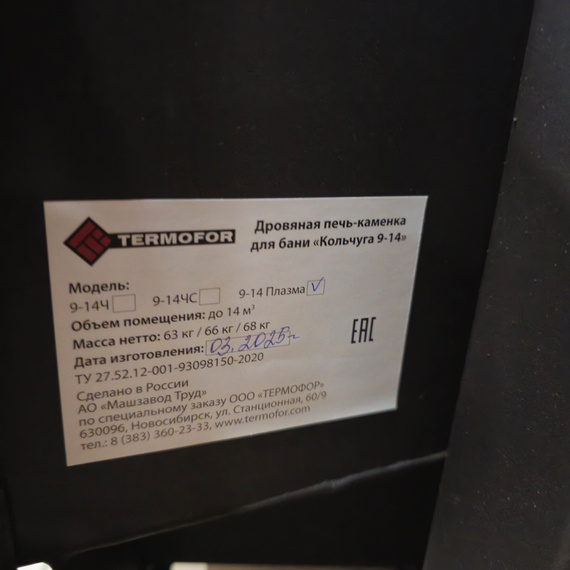 TERMOFOR
Дровяная печь-каменка
для бани «Кольчуга 9-14»
Модель:
9-14Ч 9-14ЧС 9-14 Плазма V
Объем помещения: до 14 м³
Масса нетто: 63 кг / 66 кг / 68 кг
Дата изготовления: 03.2025г
EAC
ТУ 27.52.12-001-93098150-2020
Сделано в России
АО «Машзавод Труд»
по специальному заказу ООО «ТЕРМОФОР»
630096, Новосибирск, ул. Станционная, 60/9
тел.: 8 (383) 360-23-33, www.termofor.com